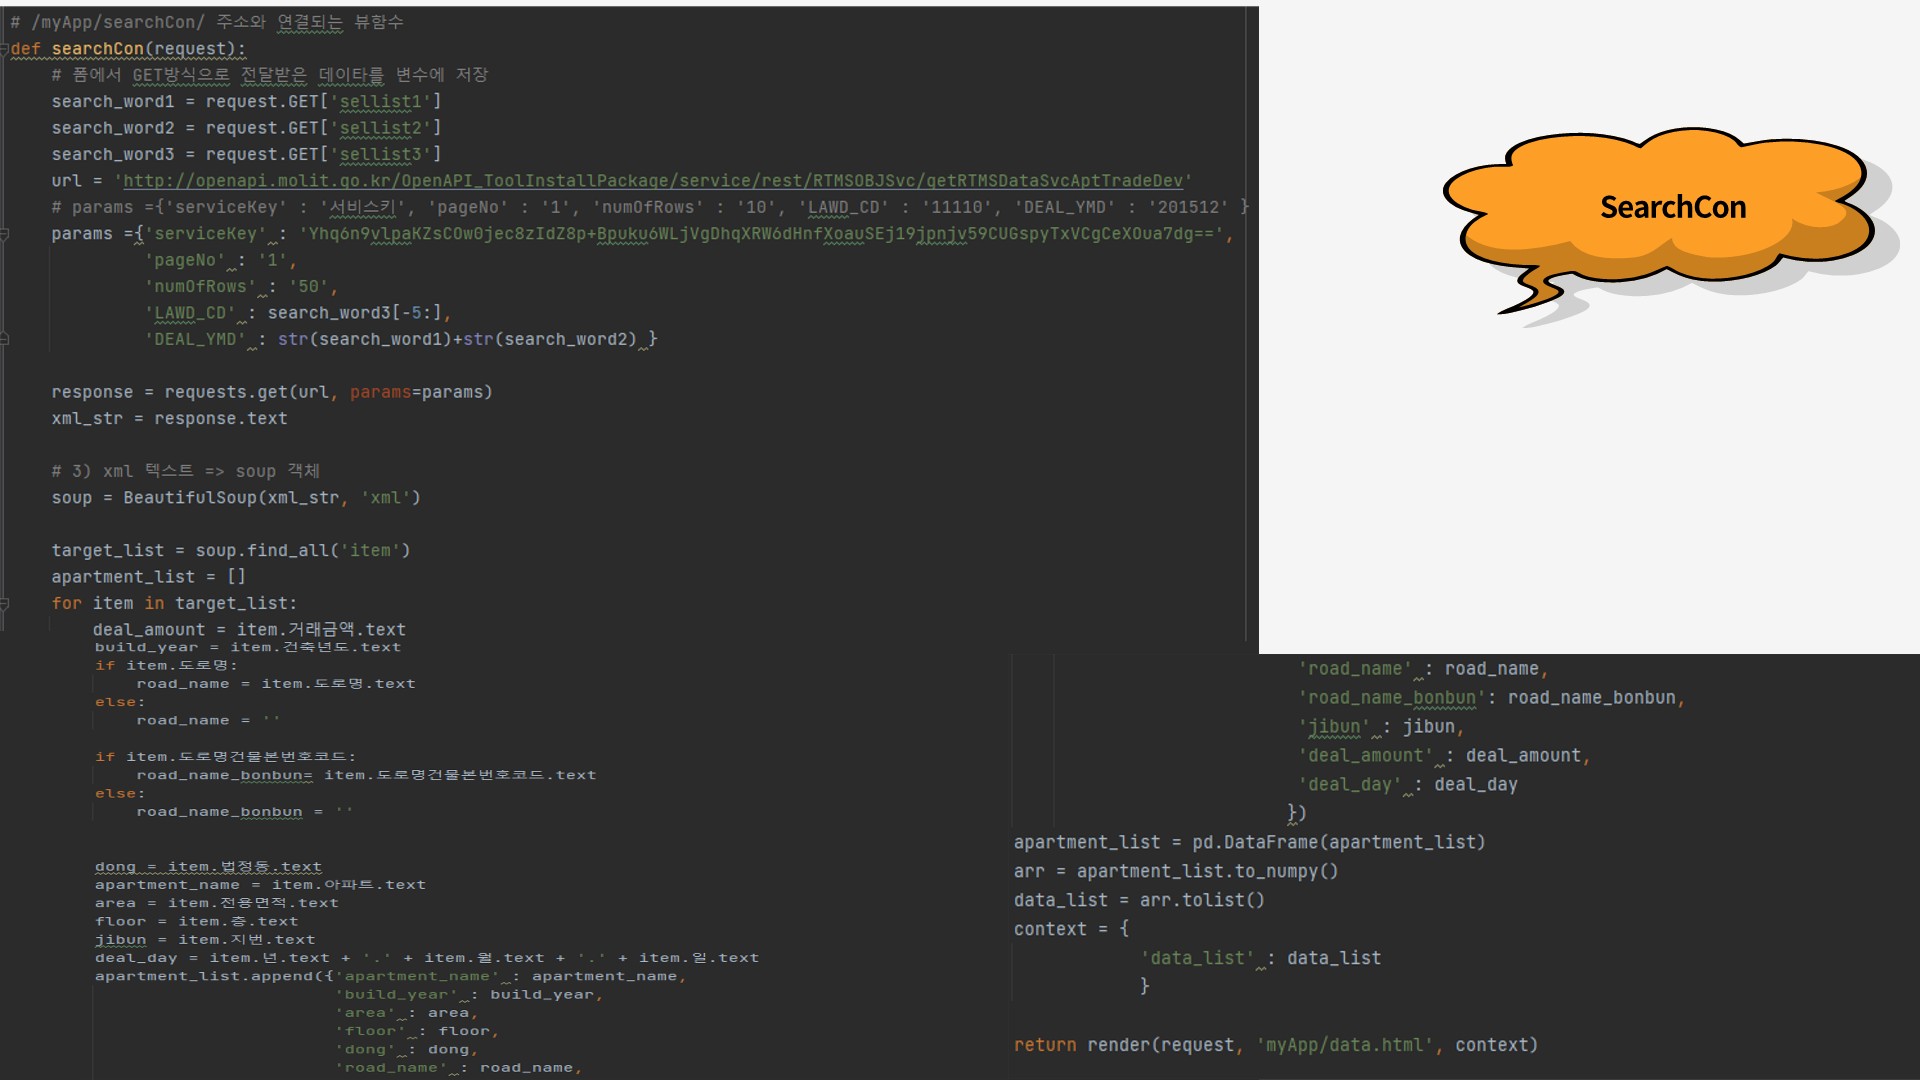 # /myApp/searchCon/ 주소와 연결되는 뷰함수
def searchCon(request):
    # 폼에서 GET방식으로 전달받은 데이타를 변수에 저장
    search_word1 = request.GET['sellist1']
    search_word2 = request.GET['sellist2']
    search_word3 = request.GET['sellist3']
    url = 'http://openapi.molit.go.kr/OpenAPI_ToolInstallPackage/service/rest/RTMSOBJSvc/getRTMSDataSvcAptTradeDev'
    # params ={'serviceKey' : '서비스키', 'pageNo' : '1', 'numOfRows' : '10', 'LAWD_CD' : '11110', 'DEAL_YMD' : '201512' }
    params ={'serviceKey' : 'Yhq6n9vlpaKZsCOw0jec8zIdZ8p+Bpuku6WLjVgDhqXRW6dHnfXoauSEj19jpnjv59CUGspyTxVCgCeXOua7dg==',
             'pageNo' : '1',
             'numOfRows' : '50',
             'LAWD_CD' : search_word3[-5:],
             'DEAL_YMD' : str(search_word1)+str(search_word2) }
    response = requests.get(url, params=params)
    xml_str = response.text
    # 3) xml 텍스트 => soup 객체
    soup = BeautifulSoup(xml_str, 'xml')
    target_list = soup.find_all('item')
    apartment_list = []
    for item in target_list:
        deal_amount = item.거래금액.text
        build_year = item.건축년도.text
        if item.도로명:
            road_name = item.도로명.text
        else:
            road_name = ''
        if item.도로명건물본번호코드:
            road_name_bonbun= item.도로명건물본번호코드.text
        else:
            road_name_bonbun = ''
        dong = item.법정동.text
        apartment_name = item.아파트.text
        area = item.전용면적.text
        floor = item.층.text
        jibun = item.지번.text
        deal_day = item.년.text + '.' + item.월.text + '.' + item.일.text
        apartment_list.append({'apartment_name' : apartment_name,
                               'build_year' : build_year,
                               'area' : area,
                               'floor' : floor,
                               'dong' : dong,
                               'road_name' : road_name,
                               'road_name' : road_name,
                               'road_name_bonbun': road_name_bonbun,
                               'jibun' : jibun,
                               'deal_amount' : deal_amount,
                               'deal_day' : deal_day
                              })
    apartment_list = pd.DataFrame(apartment_list)
    arr = apartment_list.to_numpy()
    data_list = arr.tolist()
    context = {
                'data_list' : data_list
                }
    return render(request, 'myApp/data.html', context)
SearchCon